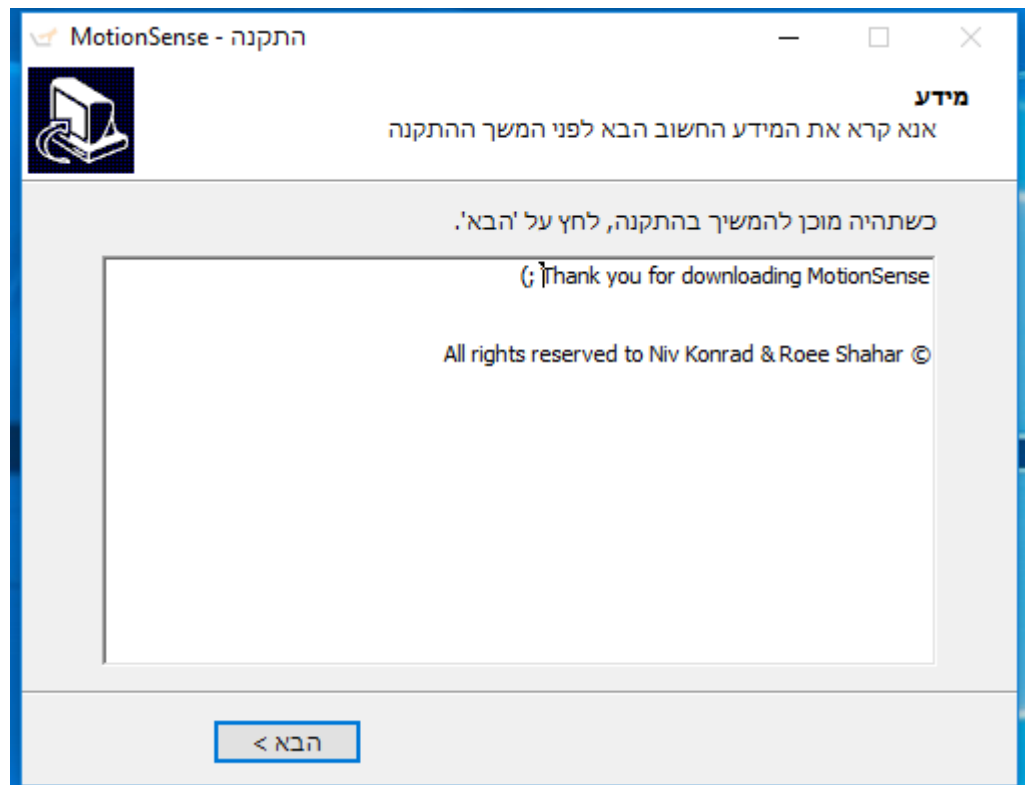 התקנה - MotionSense
מידע
אנא קרא את המידע החשוב הבא לפני המשך ההתקנה
כשתהיה מוכן להמשיך בהתקנה, לחץ על 'הבא'.
Thank you for downloading MotionSense ;)
All rights reserved to Niv Konrad & Roee Shahar ©
הבא >